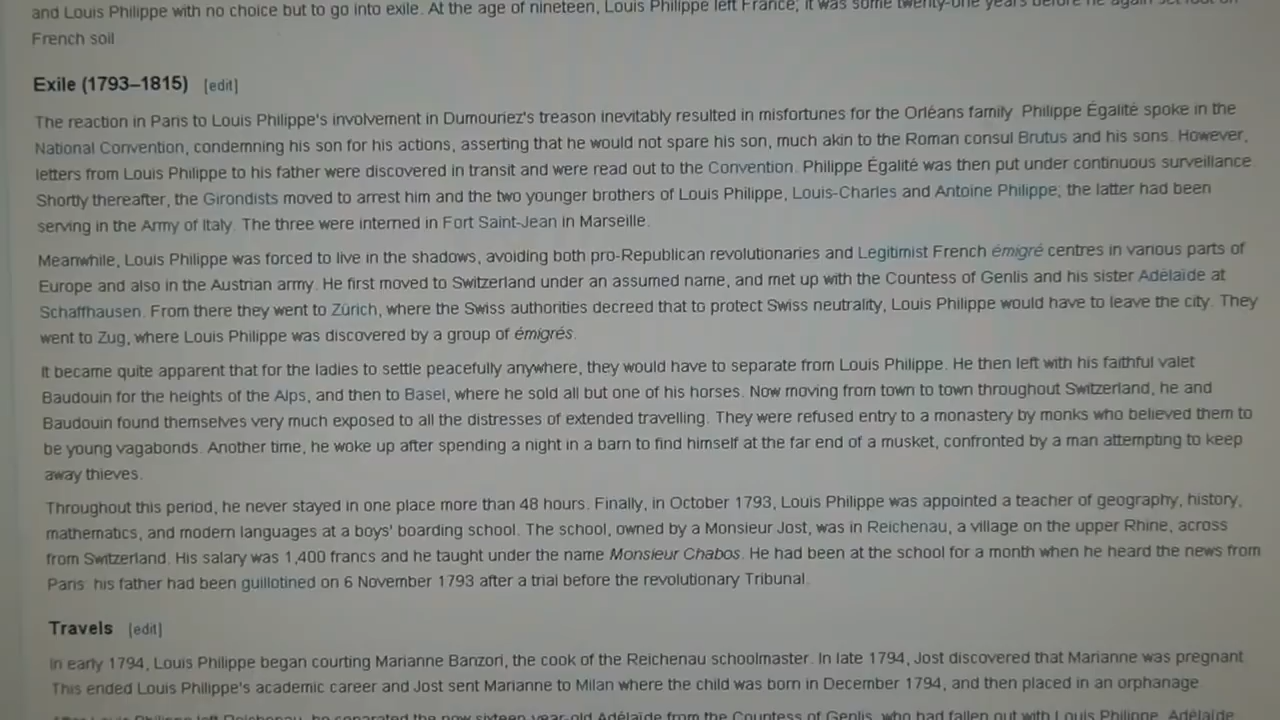 and Louis Philippe with no choice but to go into exile. At the age of nineteen, Louis Philippe left France; it was some twenty-one years before he again set foot on
French soil
Exile (1793–1815) [edit]
The reaction in Paris to Louis Philippe's involvement in Dumouriez's treason inevitably resulted in misfortunes for the Orléans family. Philippe Égalité spoke in the
National Convention, condemning his son for his actions, asserting that he would not spare his son, much akin to the Roman consul Brutus and his sons. However,
letters from Louis Philippe to his father were discovered in transit and were read out to the Convention. Philippe Égalité was then put under continuous surveillance.
Shortly thereafter, the Girondists moved to arrest him and the two younger brothers of Louis Philippe, Louis-Charles and Antoine Philippe; the latter had been
serving in the Army of Italy. The three were interned in Fort Saint-Jean in Marseille.
Meanwhile, Louis Philippe was forced to live in the shadows, avoiding both pro-Republican revolutionaries and Legitimist French émigré centres in various parts of
Europe and also in the Austrian army. He first moved to Switzerland under an assumed name, and met up with the Countess of Genlis and his sister Adélaïde at
Schaffhausen. From there they went to Zürich, where the Swiss authorities decreed that to protect Swiss neutrality, Louis Philippe would have to leave the city. They
went to Zug, where Louis Philippe was discovered by a group of émigrés.
It became quite apparent that for the ladies to settle peacefully anywhere, they would have to separate from Louis Philippe. He then left with his faithful valet
Baudouin for the heights of the Alps, and then to Basel, where he sold all but one of his horses. Now moving from town to town throughout Switzerland, he and
Baudouin found themselves very much exposed to all the distresses of extended travelling. They were refused entry to a monastery by monks who believed them to
be young vagabonds. Another time, he woke up after spending a night in a barn to find himself at the far end of a musket, confronted by a man attempting to keep
away thieves.
Throughout this period, he never stayed in one place more than 48 hours. Finally, in October 1793, Louis Philippe was appointed a teacher of geography, history,
mathematics, and modern languages at a boys' boarding school. The school, owned by a Monsieur Jost, was in Reichenau, a village on the upper Rhine, across
from Switzerland. His salary was 1,400 francs and he taught under the name Monsieur Chabos. He had been at the school for a month when he heard the news from
Paris: his father had been guillotined on 6 November 1793 after a trial before the revolutionary Tribunal.
Travels [edit]
In early 1794, Louis Philippe began courting Marianne Banzori, the cook of the Reichenau schoolmaster. In late 1794, Jost discovered that Marianne was pregnant.
This ended Louis Philippe's academic career and Jost sent Marianne to Milan where the child was born in December 1794, and then placed in an orphanage.
After Louis Philippe left Reichenau, he separated the now sixteen-year-old Adélaïde from the Countess of Genlis, who had fallen out with Louis Philippe. Adélaïde